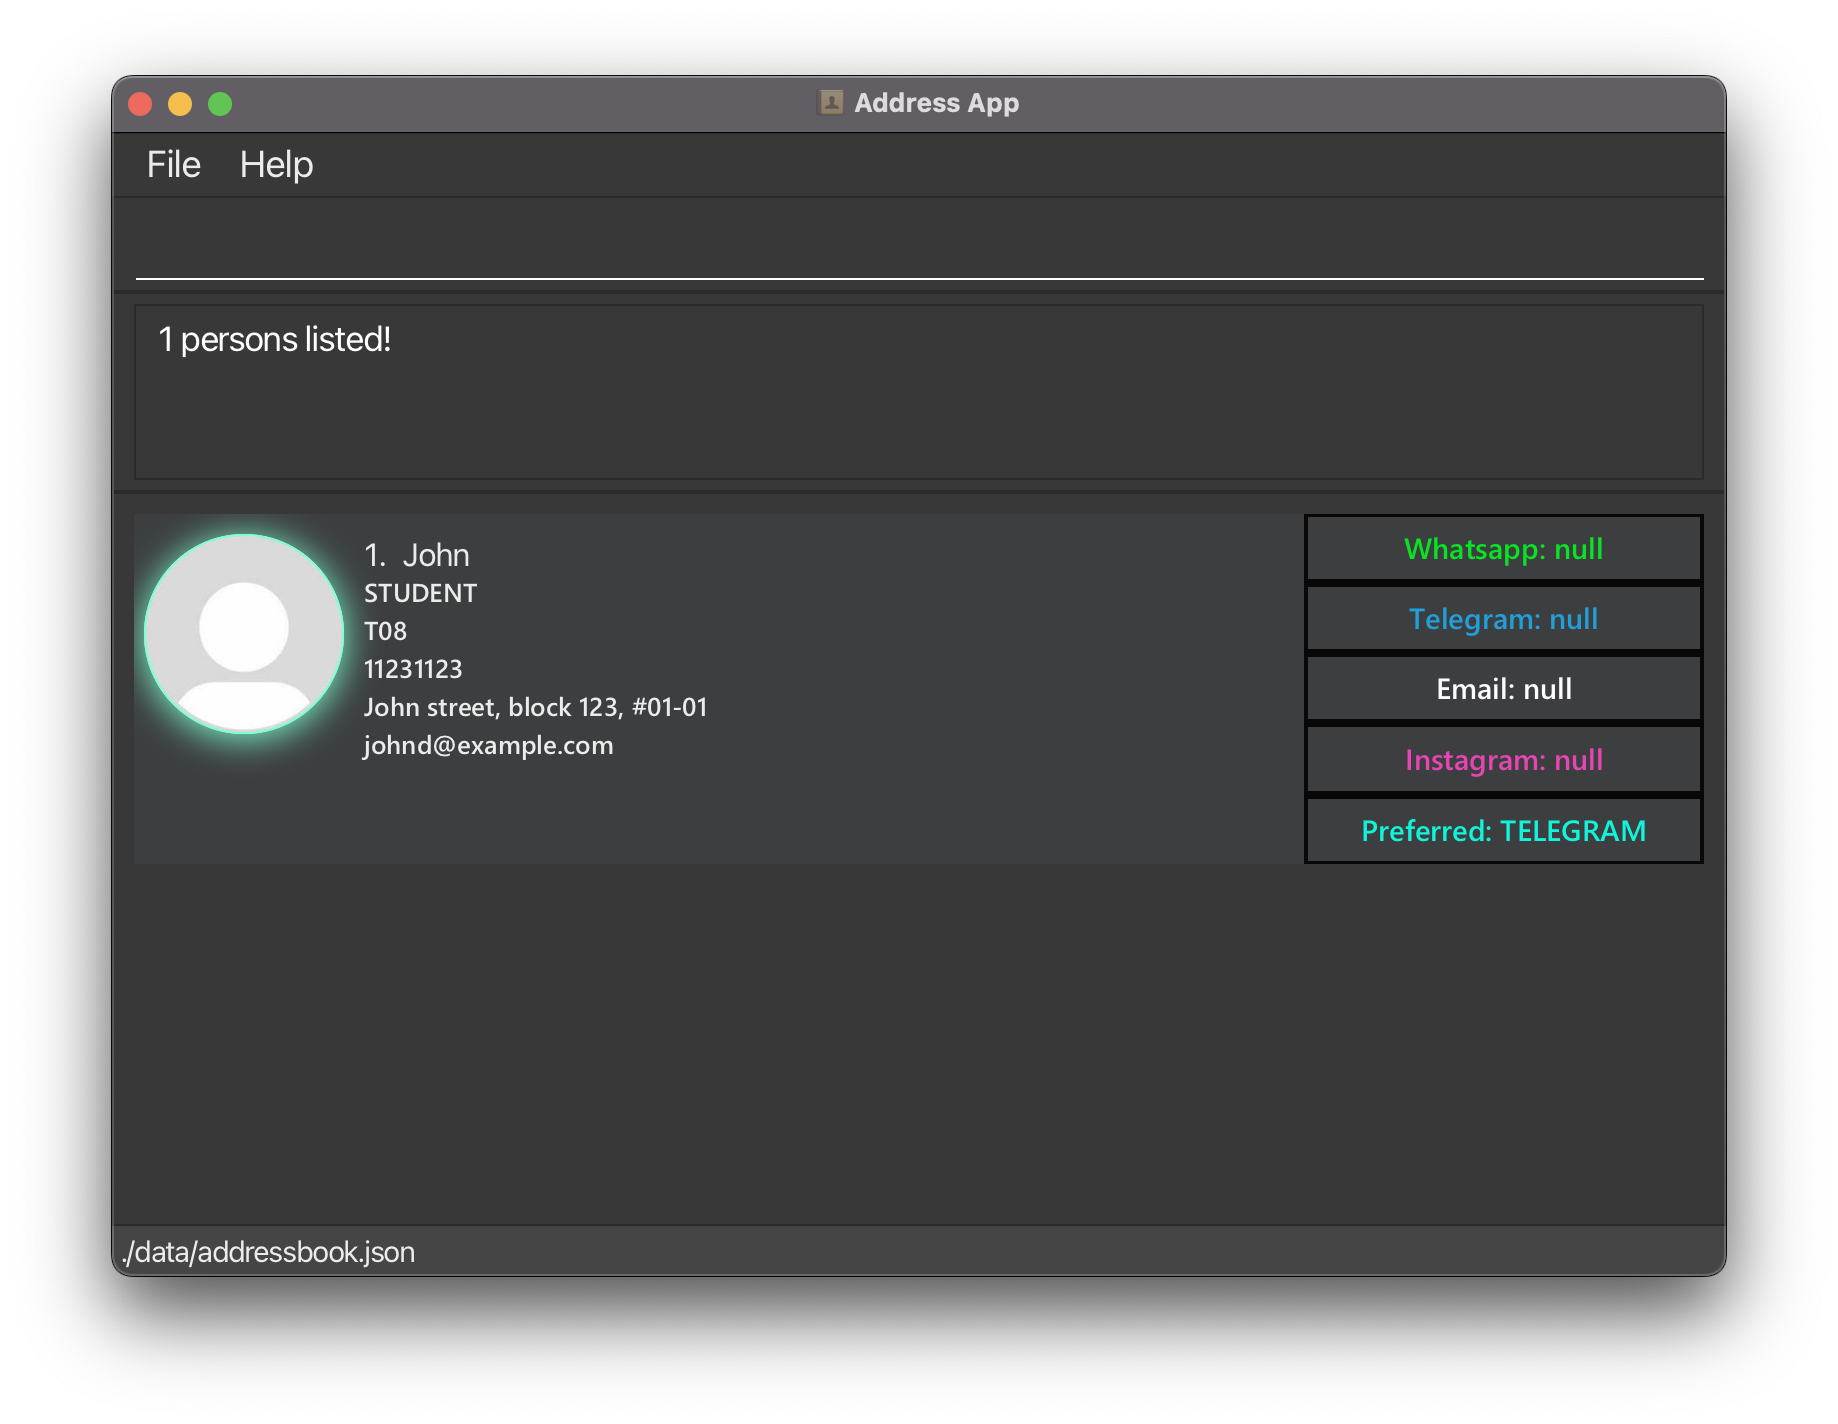 Address App
File Help
1 persons listed!
1. John
STUDENT
T08
11231123
John street, block 123, #01-01
johnd@example.com
Whatsapp: null
Telegram: null
Email: null
Instagram: null
Preferred: TELEGRAM
./data/addressbook.json